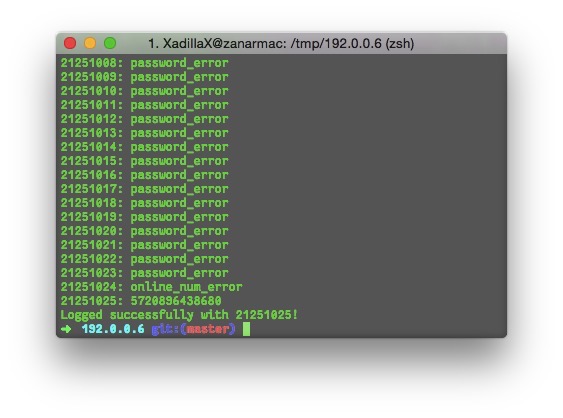 1. XadillaX@zanarmac: /tmp/192.0.0.6 (zsh)
21251008: password_error
21251009: password_error
21251010: password_error
21251011: password_error
21251012: password_error
21251013: password_error
21251014: password_error
21251015: password_error
21251016: password_error
21251017: password_error
21251018: password_error
21251019: password_error
21251020: password_error
21251021: password_error
21251022: password_error
21251023: password_error
21251024: online_num_error
21251025: 5720896438680
Logged successfully with 21251025!
➜ 192.0.0.6 git:(master)